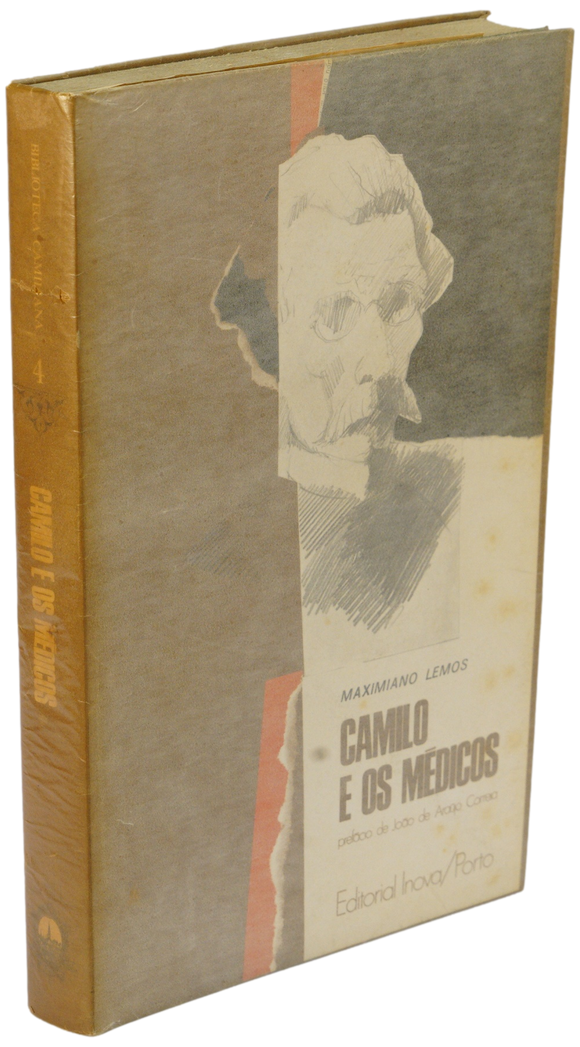 BIBLIOTECA CAMILIANA
4
CAMILO E OS MÉDICOS
MAXIMIANO LEMOS
CAMILO
E OS MÉDICOS
prefácio de João de Araújo Correia
Editorial Inova/Porto